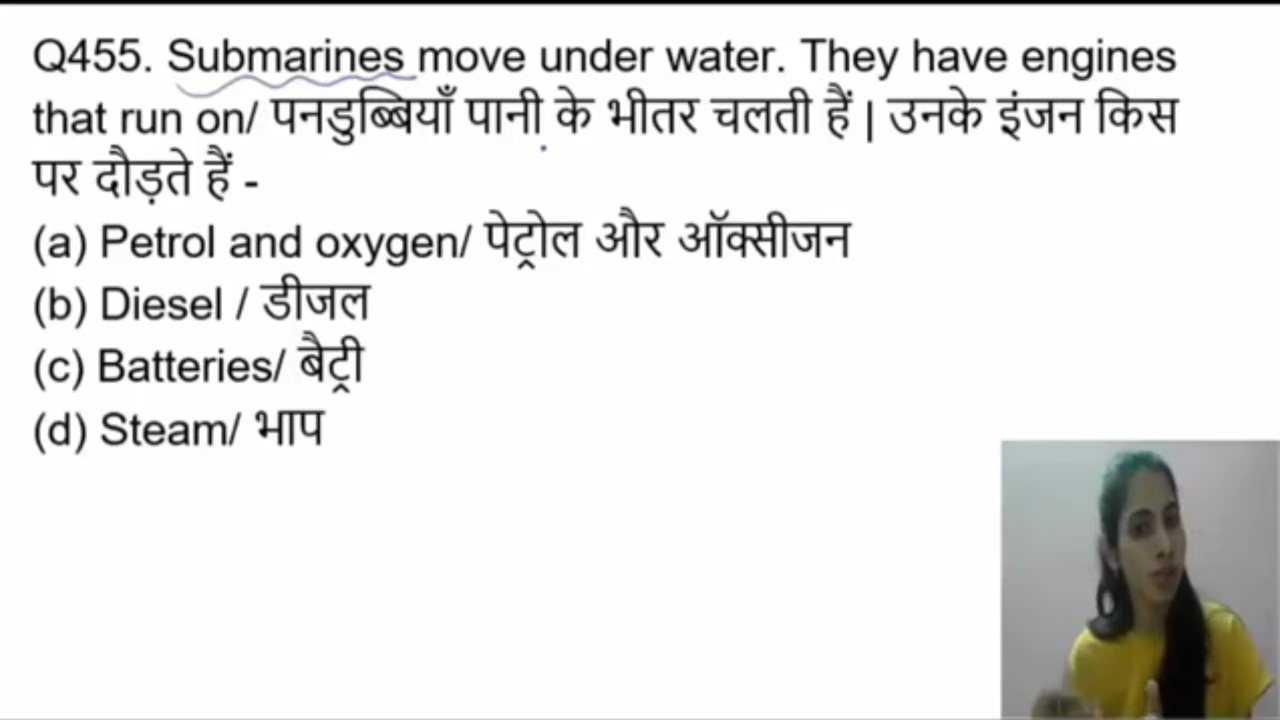 Q455. Submarines move under water. They have engines
that run on/ पनडुब्बियाँ पानी के भीतर चलती हैं | उनके इंजन किस
पर दौड़ते हैं -
(a) Petrol and oxygen/ पेट्रोल और ऑक्सीजन
(b) Diesel / डीजल
(c) Batteries/ बैट्री
(d) Steam/ भाप